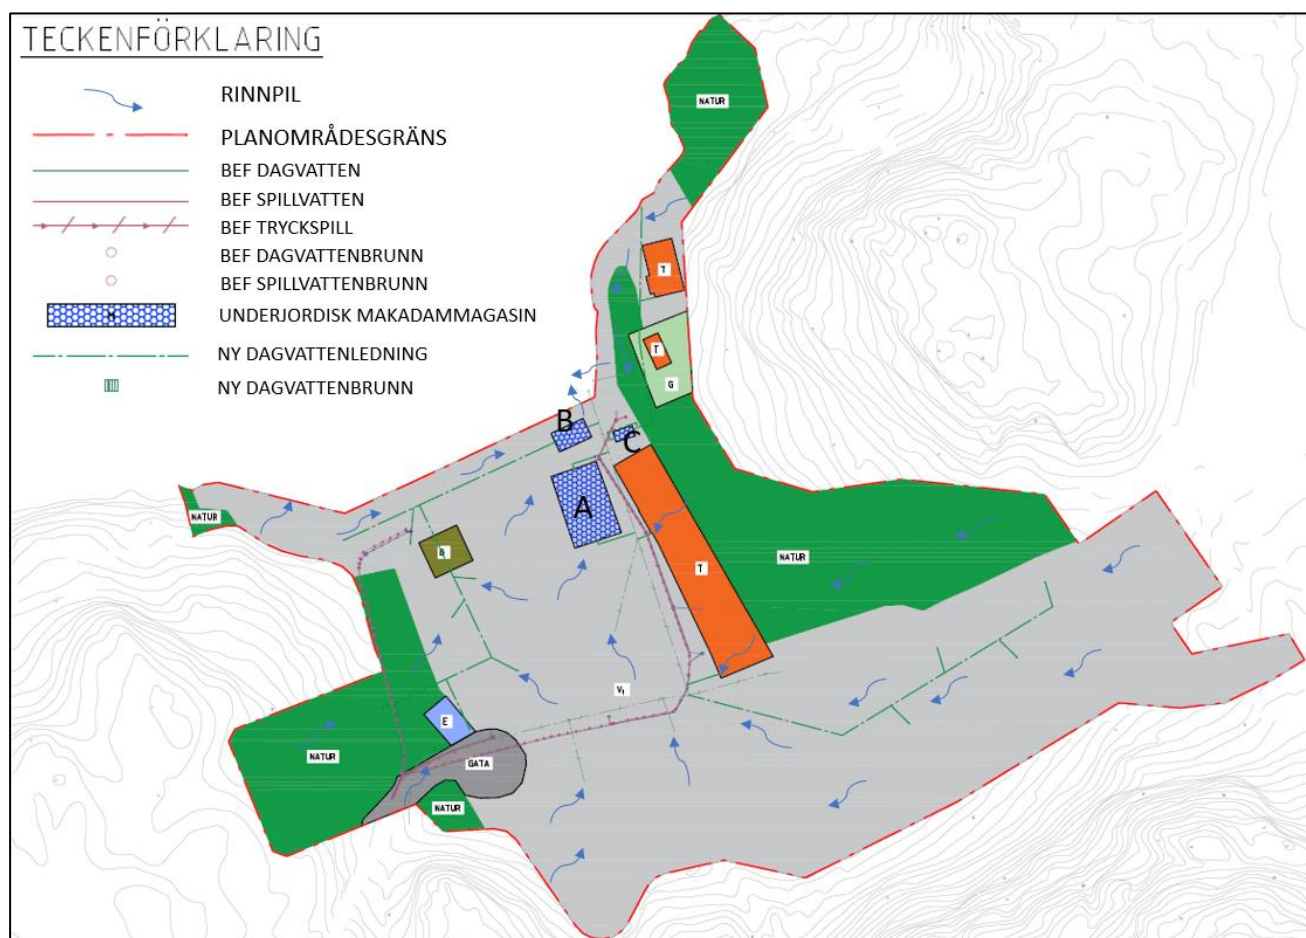 TECKENFÖRKLARING
RINNPIL
PLANOMRÅDESGRÄNS
BEF DAGVATTEN
BEF SPILLVATTEN
BEF TRYCKSPILL
BEF DAGVATTENBRUNN
BEF SPILLVATTENBRUNN
UNDERJORDISK MAKADAMMAGASIN
NY DAGVATTENLEDNING
NY DAGVATTENBRUNN
NATUR
T
T
G
B
C
A
NATUR
NATUR
T
V₁
E
NATUR
GATA
NATUR